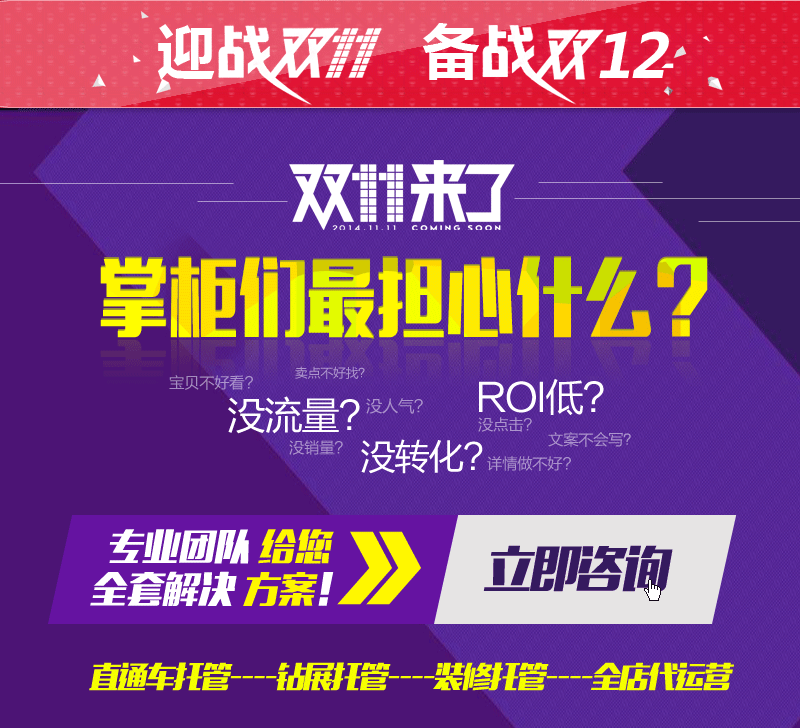 迎战双11 备战双12
双11来了
2014.11.11 COMING SOON
掌柜们最担心什么?
卖点不好找?
宝贝不好看?
没流量? 没人气? ROI低?
没点击?
没销量? 没转化? 文案不会写?
详情做不好?
专业团队 给您
全套解决 方案!
立即咨询
直通车托管----钻展托管----装修托管----全店代运营